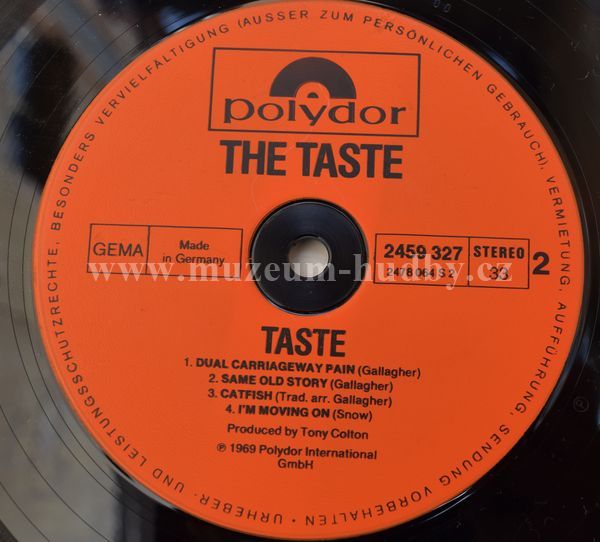 URHEBER- UND LEISTUNGSSCHUTZRECHTE, BESONDERS VERVIELFÄLTIGUNG (AUSSER ZUM PERSÖNLICHEN GEBRAUCH), VERMIETUNG, AUFFÜHRUNG, SENDUNG VORBEHALTEN •
polydor
THE TASTE
GEMA
Made
in Germany
2459 327
2478 064 S 2
STEREO
33
2
www.muzeum-hudby.cz
TASTE
1. DUAL CARRIAGEWAY PAIN (Gallagher)
2. SAME OLD STORY (Gallagher)
3. CATFISH (Trad. arr. Gallagher)
4. I'M MOVING ON (Snow)
Produced by Tony Colton
℗ 1969 Polydor International
GmbH